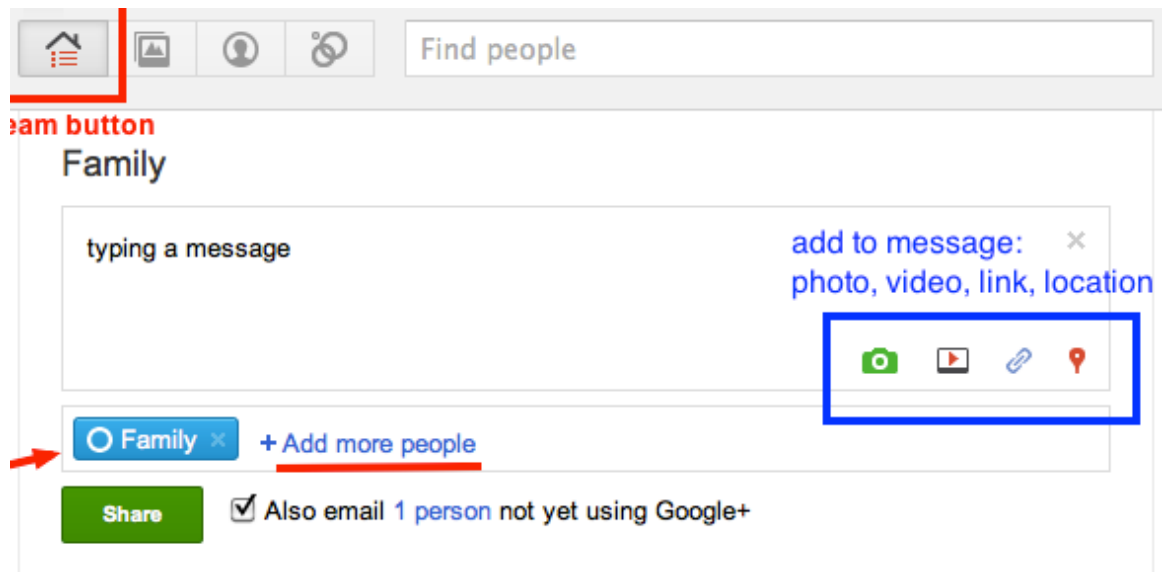 Find people
eam button
Family
typing a message
add to message:
photo, video, link, location
Family
+ Add more people
Share
Also email 1 person not yet using Google+